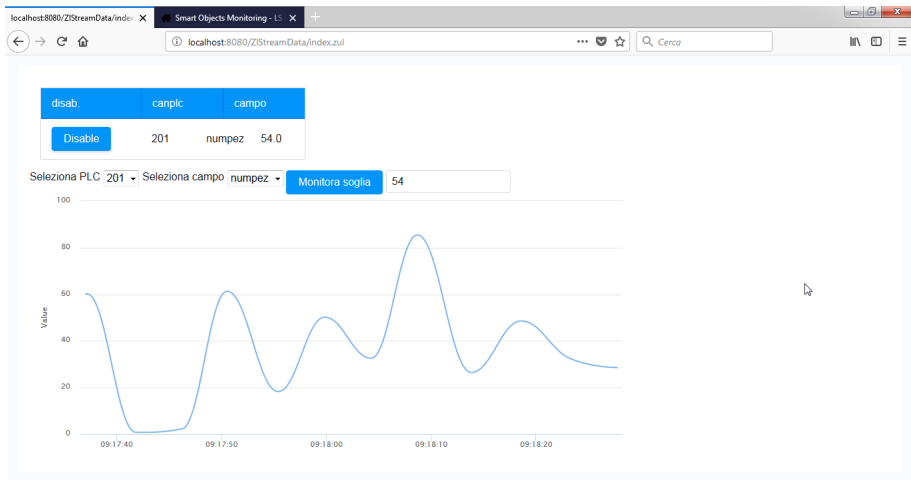 localhost:8080/ZIStreamData/index
Smart Objects Monitoring - LS
localhost:8080/ZIStreamData/index.zul
Cerca
disab. canplc campo
Disable 201 numpez 54.0
Seleziona PLC 201 Seleziona campo numpez Monitora soglia 54
100
80
60
40
20
0
Value
09:17:40 09:17:50 09:18:00 09:18:10 09:18:20